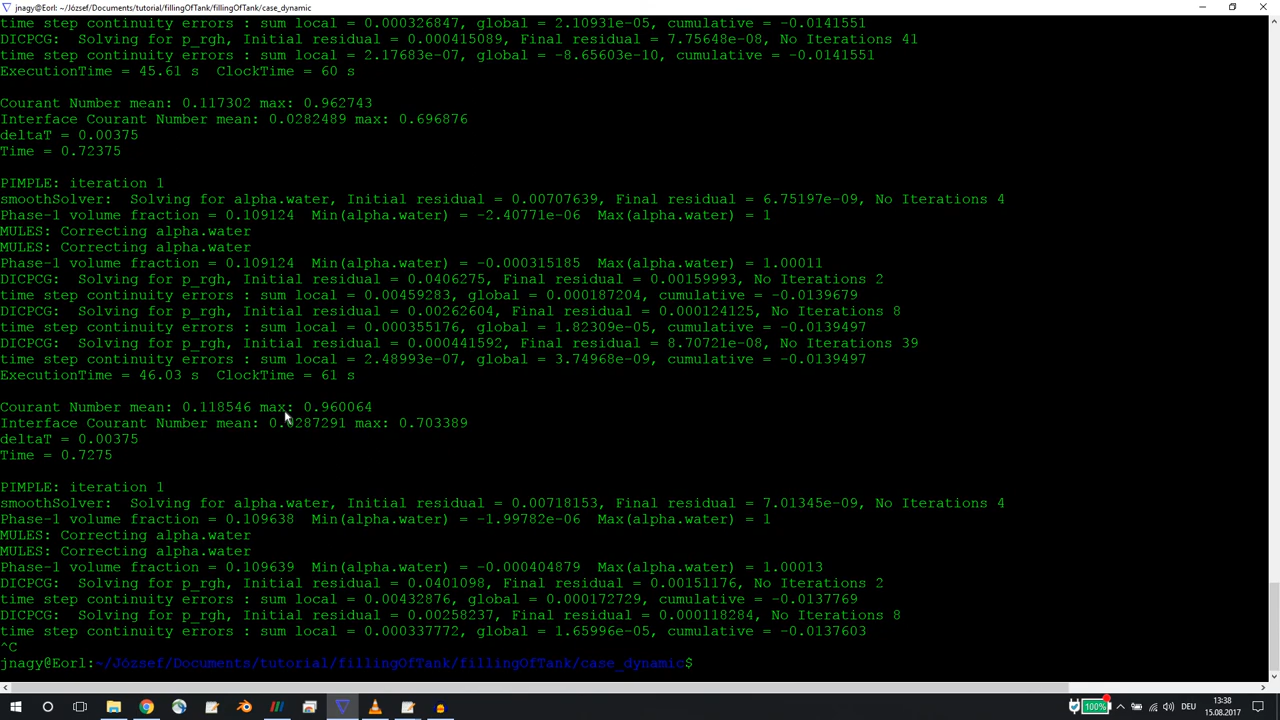 jnagy@Eorl: ~/József/Documents/tutorial/fillingOfTank/case_dynamic
time step continuity errors : sum local = 0.000326847, global = 2.10931e-05, cumulative = -0.0141551
DICPCG:  Solving for p_rgh, Initial residual = 0.000415089, Final residual = 7.75648e-08, No Iterations 41
time step continuity errors : sum local = 2.17683e-07, global = -8.65603e-10, cumulative = -0.0141551
ExecutionTime = 45.61 s  ClockTime = 60 s
Courant Number mean: 0.117302 max: 0.962743
Interface Courant Number mean: 0.0282489 max: 0.696876
deltaT = 0.00375
Time = 0.72375
PIMPLE: iteration 1
smoothSolver:  Solving for alpha.water, Initial residual = 0.00707639, Final residual = 6.75197e-09, No Iterations 4
Phase-1 volume fraction = 0.109124  Min(alpha.water) = -2.40771e-06  Max(alpha.water) = 1
MULES: Correcting alpha.water
MULES: Correcting alpha.water
Phase-1 volume fraction = 0.109124  Min(alpha.water) = -0.000315185  Max(alpha.water) = 1.00011
DICPCG:  Solving for p_rgh, Initial residual = 0.0406275, Final residual = 0.00159993, No Iterations 2
time step continuity errors : sum local = 0.00459283, global = 0.000187204, cumulative = -0.0139679
DICPCG:  Solving for p_rgh, Initial residual = 0.00262604, Final residual = 0.000124125, No Iterations 8
time step continuity errors : sum local = 0.000355176, global = 1.82309e-05, cumulative = -0.0139497
DICPCG:  Solving for p_rgh, Initial residual = 0.000441592, Final residual = 8.70721e-08, No Iterations 39
time step continuity errors : sum local = 2.48993e-07, global = 3.74968e-09, cumulative = -0.0139497
ExecutionTime = 46.03 s  ClockTime = 61 s
Courant Number mean: 0.118546 max: 0.960064
Interface Courant Number mean: 0.0287291 max: 0.703389
deltaT = 0.00375
Time = 0.7275
PIMPLE: iteration 1
smoothSolver:  Solving for alpha.water, Initial residual = 0.00718153, Final residual = 7.01345e-09, No Iterations 4
Phase-1 volume fraction = 0.109638  Min(alpha.water) = -1.99782e-06  Max(alpha.water) = 1
MULES: Correcting alpha.water
MULES: Correcting alpha.water
Phase-1 volume fraction = 0.109639  Min(alpha.water) = -0.000404879  Max(alpha.water) = 1.00013
DICPCG:  Solving for p_rgh, Initial residual = 0.0401098, Final residual = 0.00151176, No Iterations 2
time step continuity errors : sum local = 0.00432876, global = 0.000172729, cumulative = -0.0137769
DICPCG:  Solving for p_rgh, Initial residual = 0.00258237, Final residual = 0.000118284, No Iterations 8
time step continuity errors : sum local = 0.000337772, global = 1.65996e-05, cumulative = -0.0137603
^C
jnagy@Eorl:~/József/Documents/tutorial/fillingOfTank/fillingOfTank/case_dynamic$
100%
DEU
13:38
15.08.2017